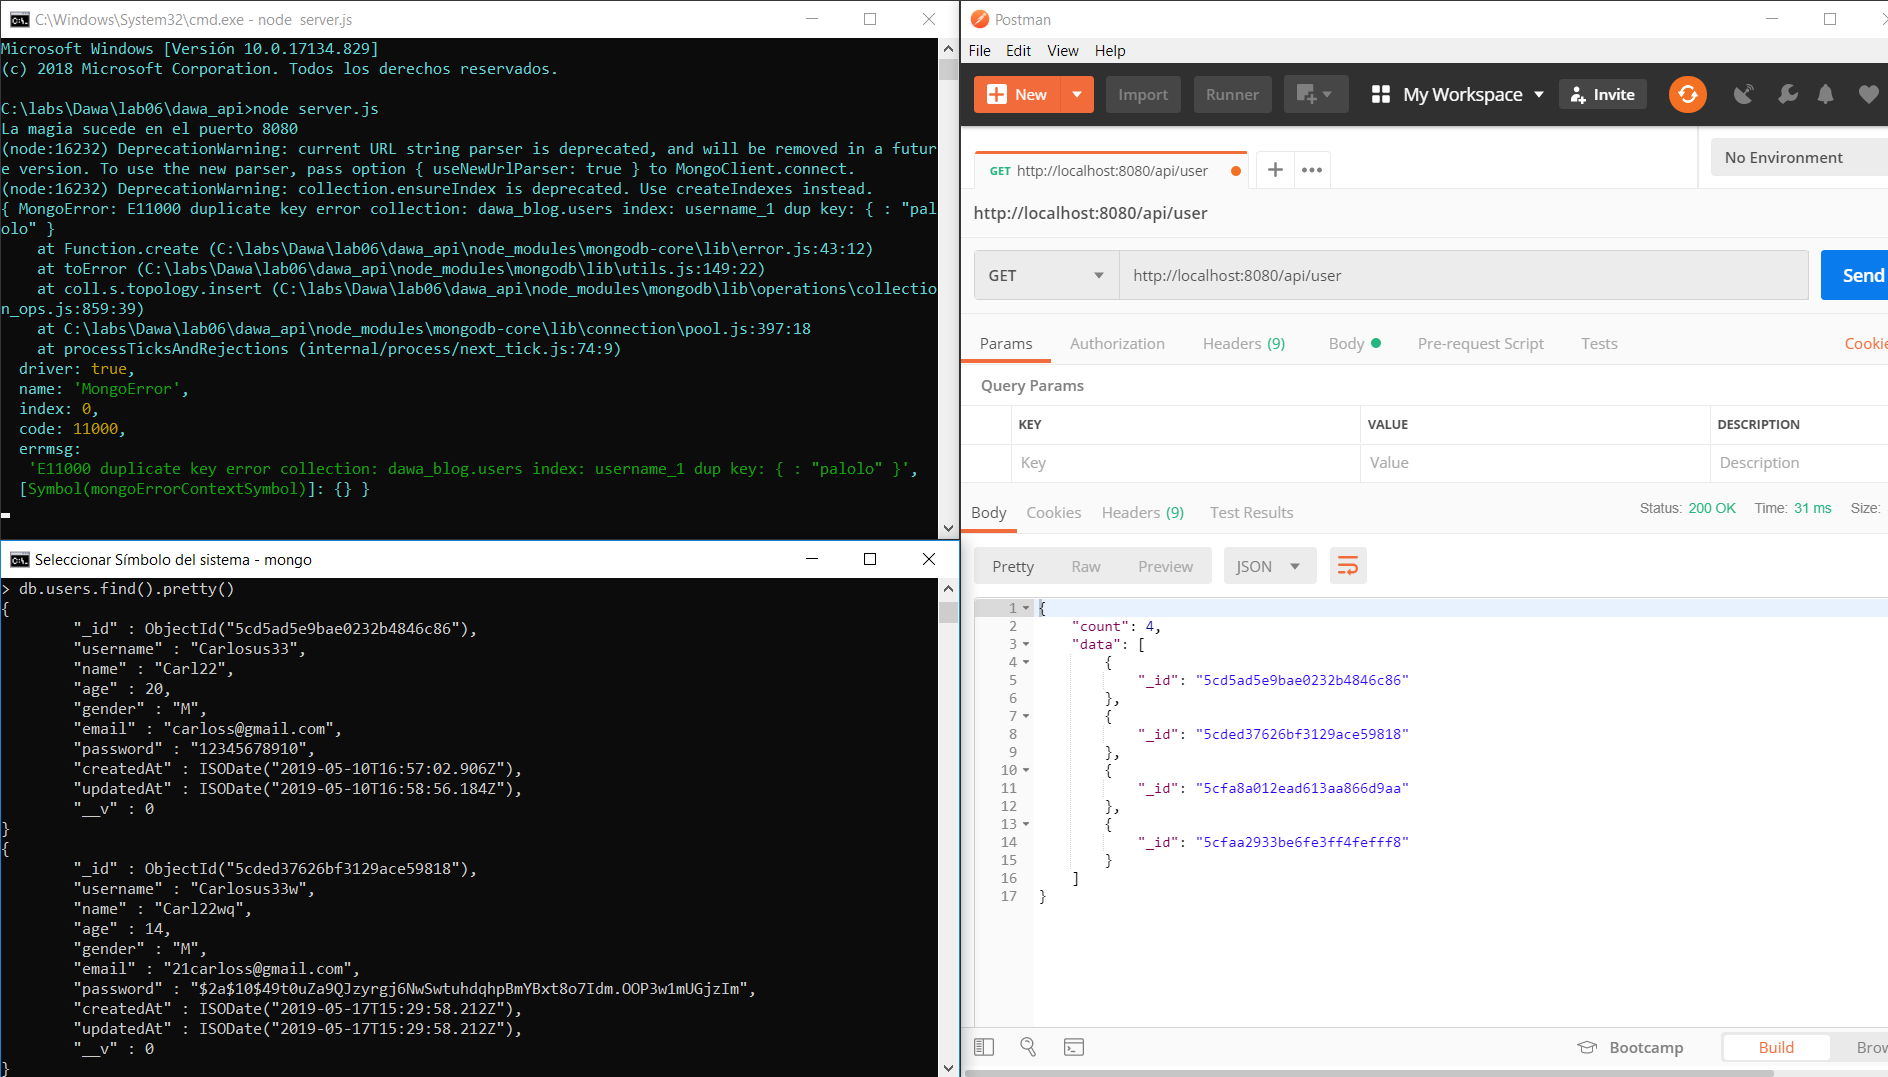 C:\Windows\System32\cmd.exe - node  server.js
Microsoft Windows [Versión 10.0.17134.829]
(c) 2018 Microsoft Corporation. Todos los derechos reservados.
C:\labs\Dawa\lab06\dawa_api>node server.js
La magia sucede en el puerto 8080
(node:16232) DeprecationWarning: current URL string parser is deprecated, and will be removed in a futur
e version. To use the new parser, pass option { useNewUrlParser: true } to MongoClient.connect.
(node:16232) DeprecationWarning: collection.ensureIndex is deprecated. Use createIndexes instead.
{ MongoError: E11000 duplicate key error collection: dawa_blog.users index: username_1 dup key: { : "pal
olo" }
    at Function.create (C:\labs\Dawa\lab06\dawa_api\node_modules\mongodb-core\lib\error.js:43:12)
    at toError (C:\labs\Dawa\lab06\dawa_api\node_modules\mongodb\lib\utils.js:149:22)
    at coll.s.topology.insert (C:\labs\Dawa\lab06\dawa_api\node_modules\mongodb\lib\operations\collectio
n_ops.js:859:39)
    at C:\labs\Dawa\lab06\dawa_api\node_modules\mongodb-core\lib\connection\pool.js:397:18
    at processTicksAndRejections (internal/process/next_tick.js:74:9)
  driver: true,
  name: 'MongoError',
  index: 0,
  code: 11000,
  errmsg:
   'E11000 duplicate key error collection: dawa_blog.users index: username_1 dup key: { : "palolo" }',
  [Symbol(mongoErrorContextSymbol)]: {} }
Seleccionar Símbolo del sistema - mongo
> db.users.find().pretty()
{
        "_id" : ObjectId("5cd5ad5e9bae0232b4846c86"),
        "username" : "Carlosus33",
        "name" : "Carl22",
        "age" : 20,
        "gender" : "M",
        "email" : "carloss@gmail.com",
        "password" : "12345678910",
        "createdAt" : ISODate("2019-05-10T16:57:02.906Z"),
        "updatedAt" : ISODate("2019-05-10T16:58:56.184Z"),
        "__v" : 0
}
{
        "_id" : ObjectId("5cded37626bf3129ace59818"),
        "username" : "Carlosus33w",
        "name" : "Carl22wq",
        "age" : 14,
        "gender" : "M",
        "email" : "21carloss@gmail.com",
        "password" : "$2a$10$49t0uZa9QJzyrgj6NwSwtuhdqhpBmYBxt8o7Idm.OOP3w1mUGjzIm",
        "createdAt" : ISODate("2019-05-17T15:29:58.212Z"),
        "updatedAt" : ISODate("2019-05-17T15:29:58.212Z"),
        "__v" : 0
}
Postman
File Edit View Help
New Import Runner My Workspace Invite
GET http://localhost:8080/api/user No Environment
http://localhost:8080/api/user
GET http://localhost:8080/api/user Send
Params Authorization Headers (9) Body Pre-request Script Tests Cookie
Query Params
KEY VALUE DESCRIPTION
Key Value Description
Body Cookies Headers (9) Test Results Status: 200 OK Time: 31 ms Size:
Pretty Raw Preview JSON
1 {
2     "count": 4,
3     "data": [
4         {
5             "_id": "5cd5ad5e9bae0232b4846c86"
6         },
7         {
8             "_id": "5cded37626bf3129ace59818"
9         },
10         {
11             "_id": "5cfa8a012ead613aa866d9aa"
12         },
13         {
14             "_id": "5cfaa2933be6fe3ff4fefff8"
15         }
16     ]
17 }
Bootcamp Build Brow